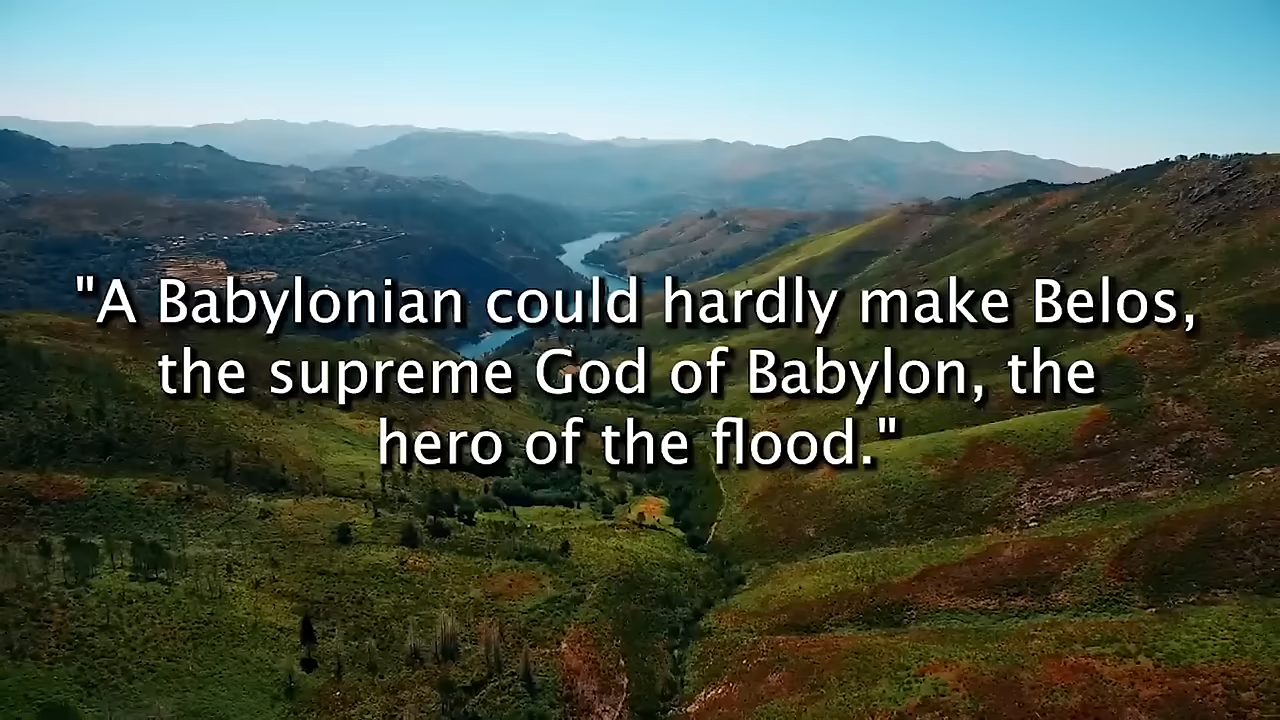 "A Babylonian could hardly make Belos,
the supreme God of Babylon, the
hero of the flood."